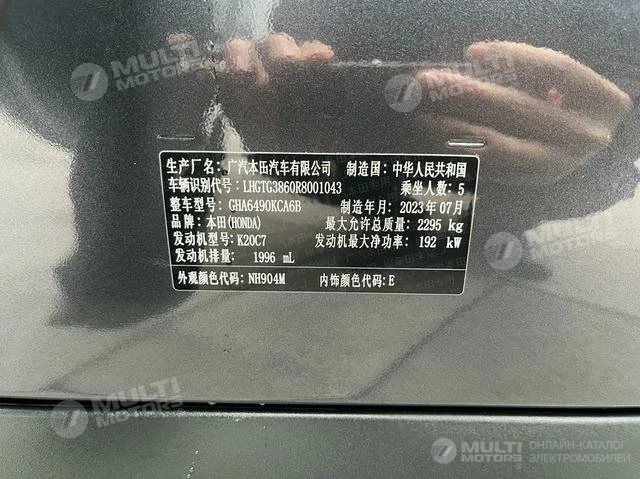 MULTI
MOTORS
MULTI
MOTORS
生产厂名：广汽本田汽车有限公司 制造国：中华人民共和国
车辆识别代号：LHGTG3860R8001043 乘坐人数：5
整车型号：GHA6490KCA6B 制造年月：2023年07月
品牌：本田(HONDA) 最大允许总质量：2295 kg
发动机型号：K20C7 发动机最大净功率：192 kW
发动机排量：1996 mL
外观颜色代码：NH904M 内饰颜色代码：E
MULTI
MOTORS
MULTI
MOTORS
MULTI
MOTORS
ОНЛАЙН-КАТАЛОГ
ЭЛЕКТРОМОБИЛЕЙ